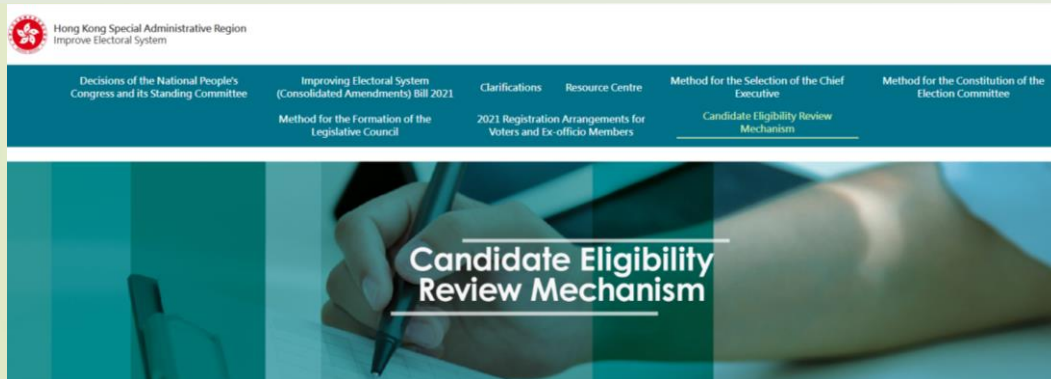 Hong Kong Special Administrative Region
Improve Electoral System
Decisions of the National People's
Congress and its Standing Committee
Improving Electoral System
(Consolidated Amendments) Bill 2021
Clarifications
Resource Centre
Method for the Selection of the Chief
Executive
Method for the Constitution of the
Election Committee
Method for the Formation of the
Legislative Council
2021 Registration Arrangements for
Voters and Ex-officio Members
Candidate Eligibility Review
Mechanism
Candidate Eligibility
Review Mechanism